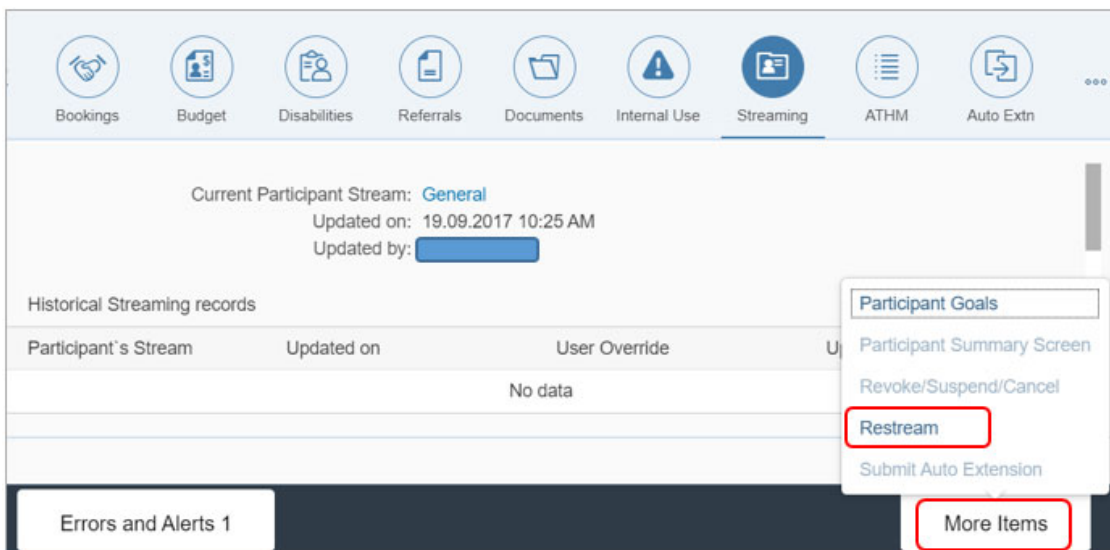 Bookings Budget Disabilities Referrals Documents Internal Use Streaming ATHM Auto Extn
Current Participant Stream: General
Updated on: 19.09.2017 10:25 AM
Updated by:
Historical Streaming records
Participant`s Stream Updated on User Override
No data
Participant Goals
Participant Summary Screen
Revoke/Suspend/Cancel
Restream
Submit Auto Extension
Errors and Alerts 1 More Items